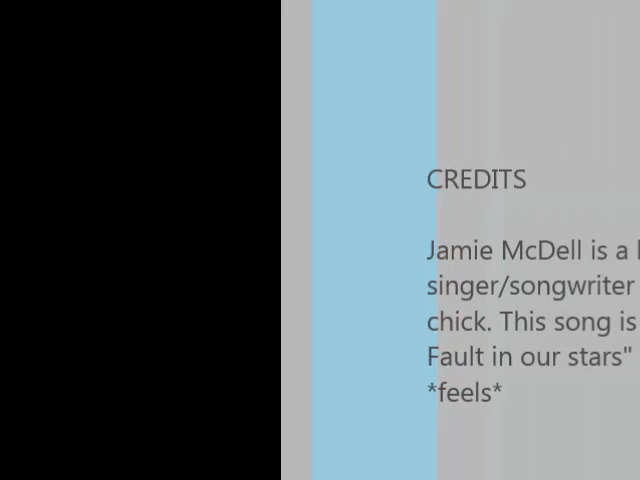 CREDITS
Jamie McDell is a
singer/songwriter
chick. This song is
Fault in our stars"
*feels*